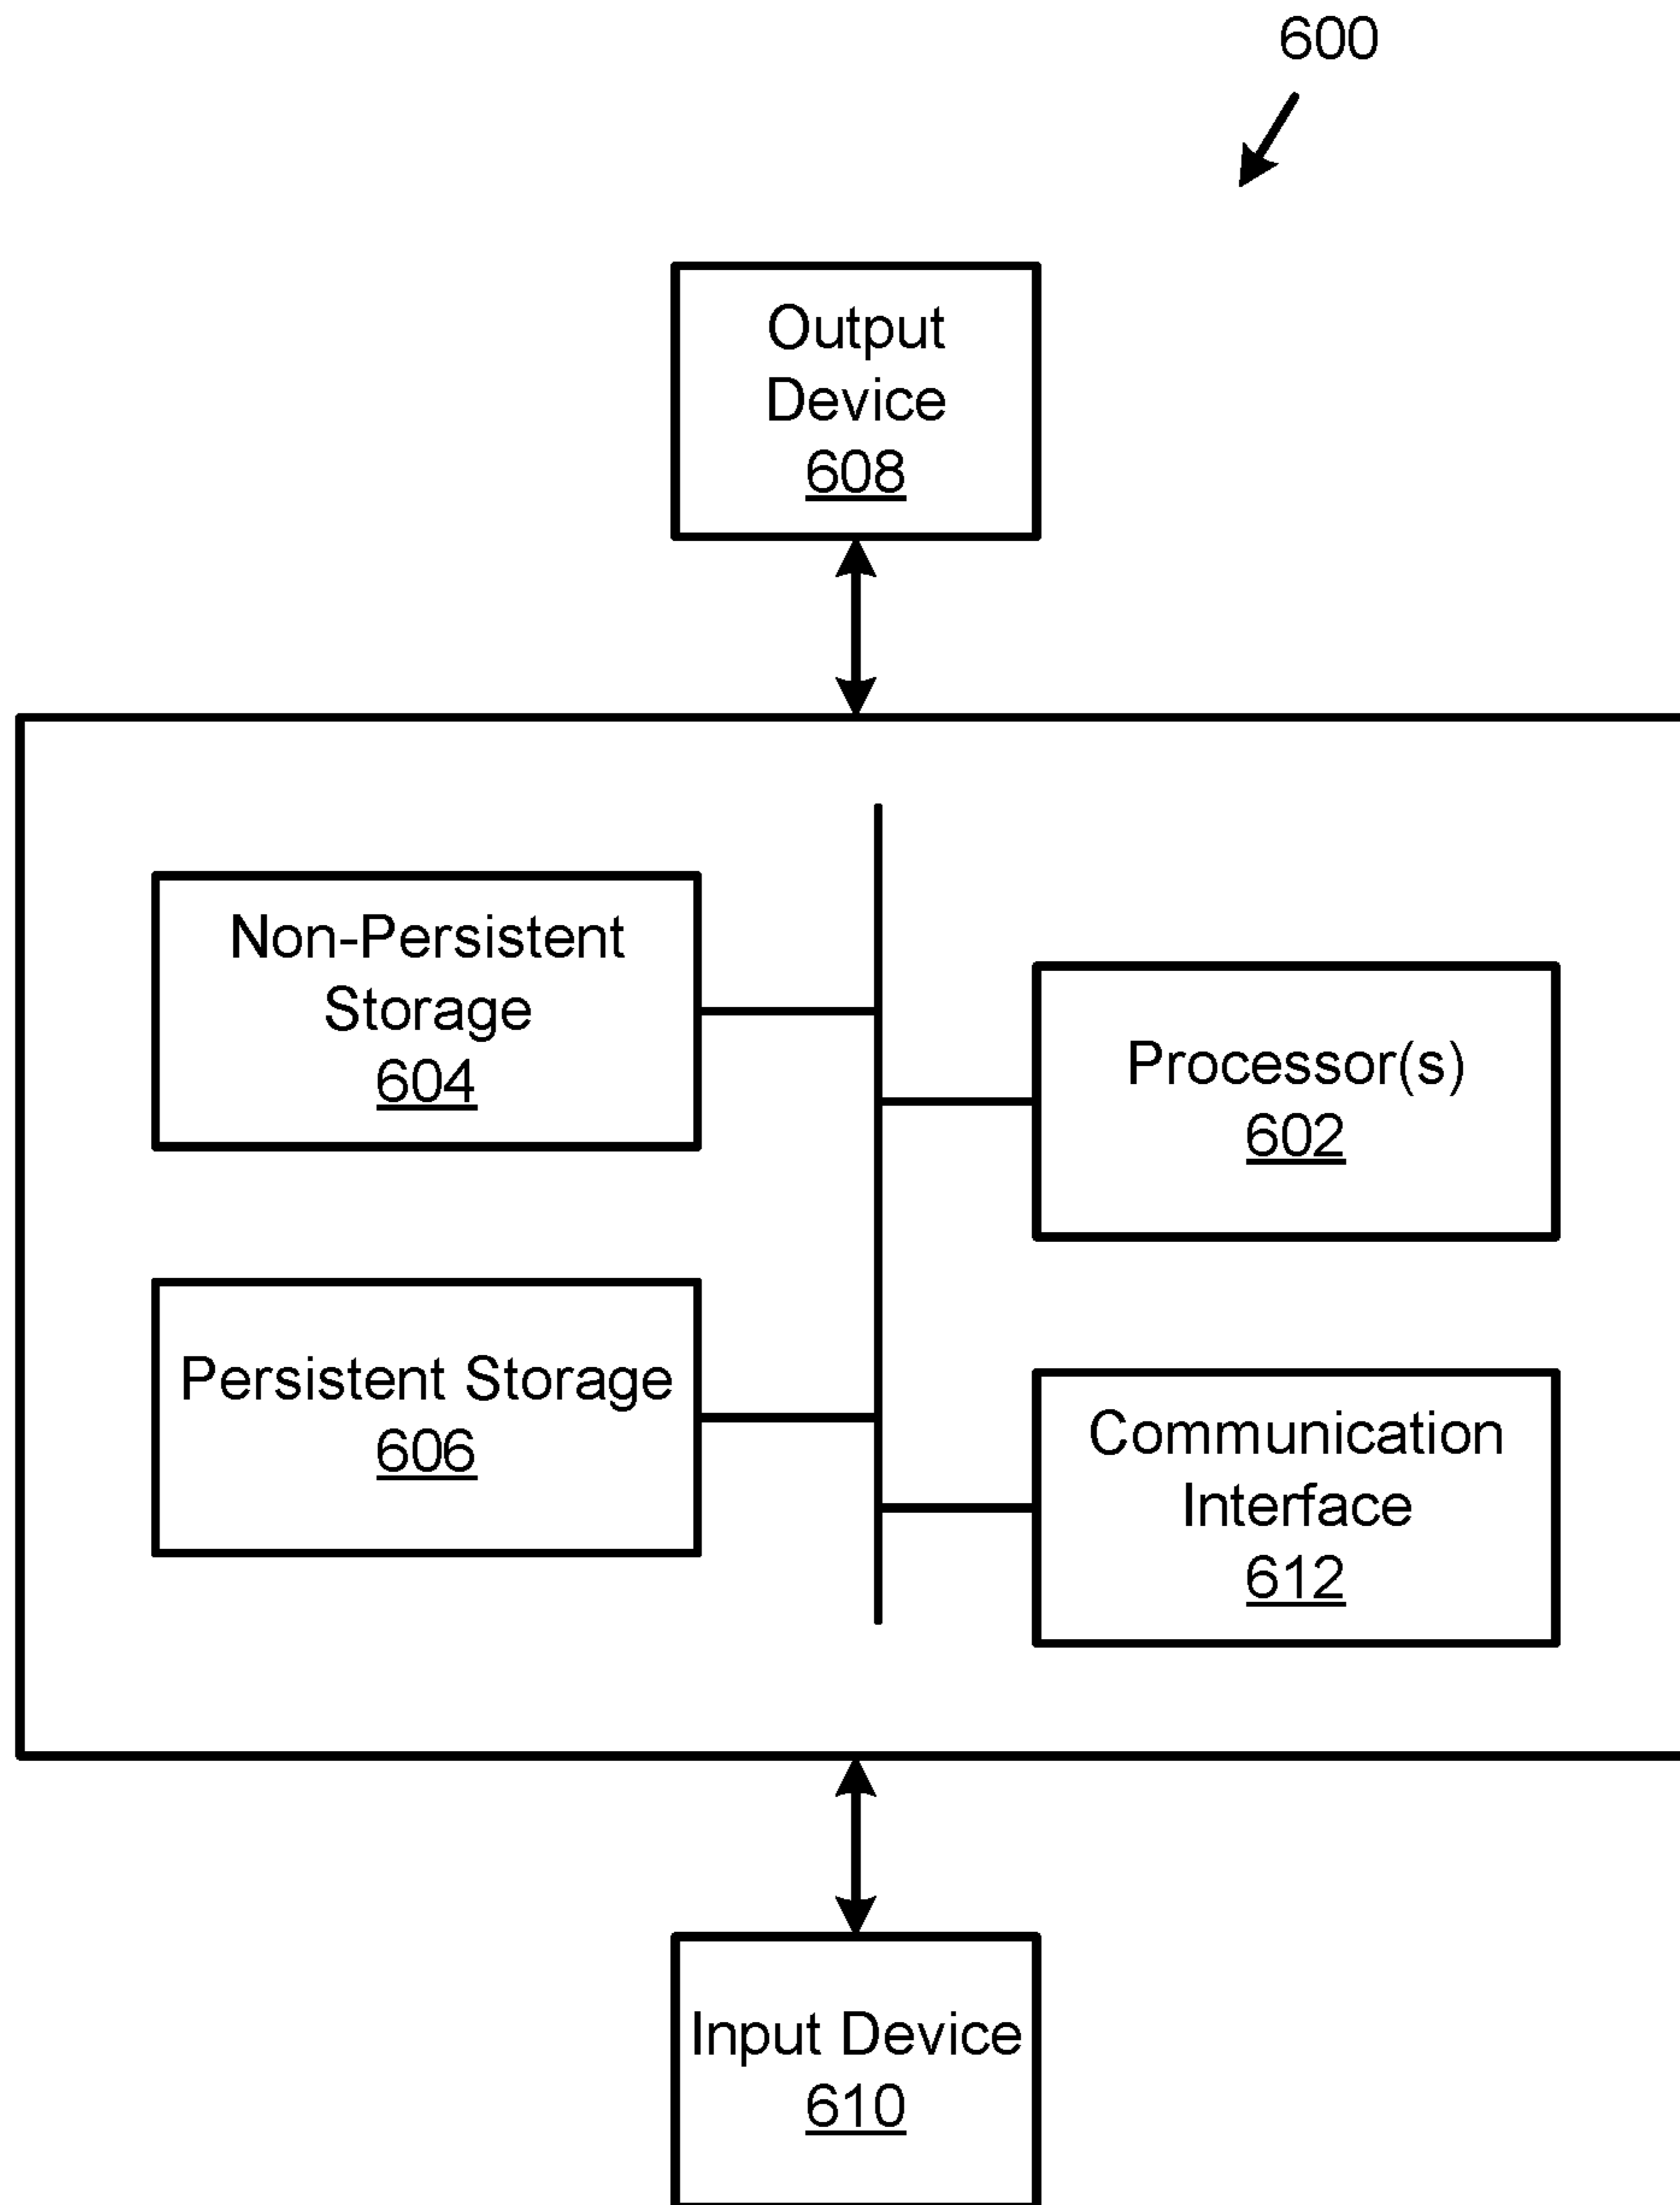 600
Output
Device
608
Non-Persistent
Storage
604
Processor(s)
602
Persistent Storage
606
Communication
Interface
612
Input Device
610